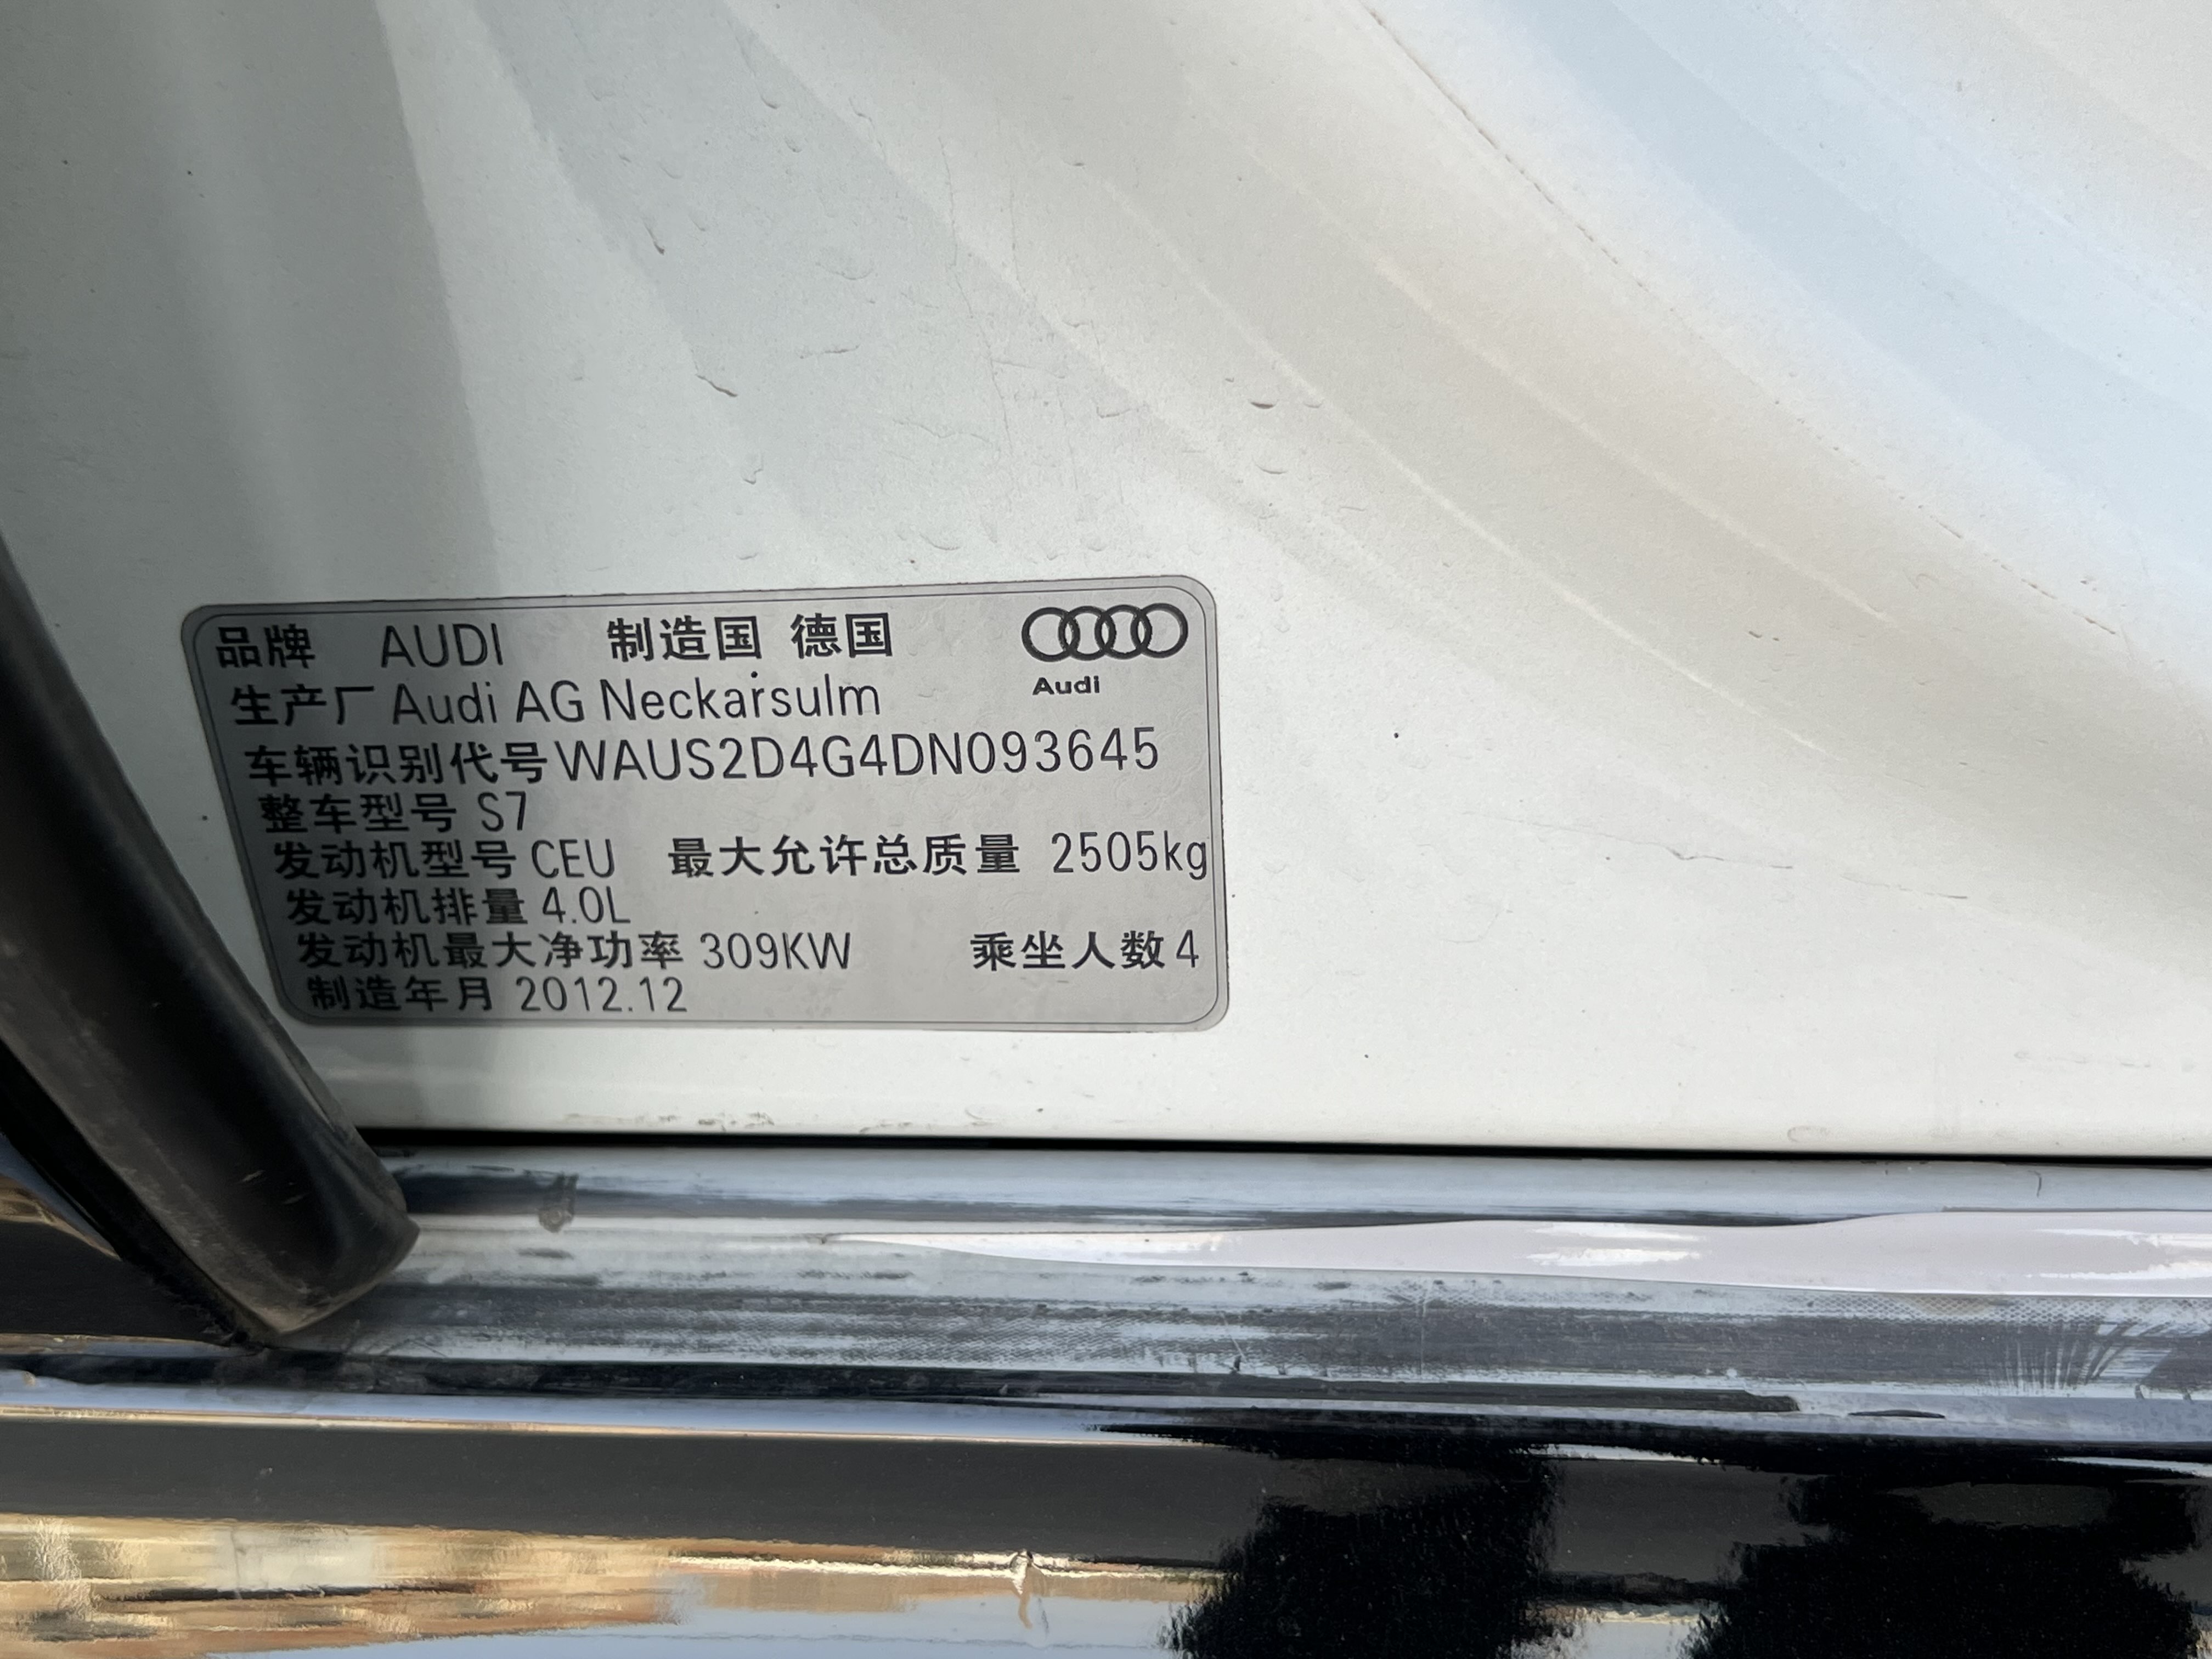 品牌 AUDI 制造国 德国
Audi
生产厂 Audi AG Neckarsulm
车辆识别代号 WAUS2D4G4DN093645
整车型号 S7
发动机型号 CEU 最大允许总质量 2505kg
发动机排量 4.0L
发动机最大净功率 309KW 乘坐人数 4
制造年月 2012.12